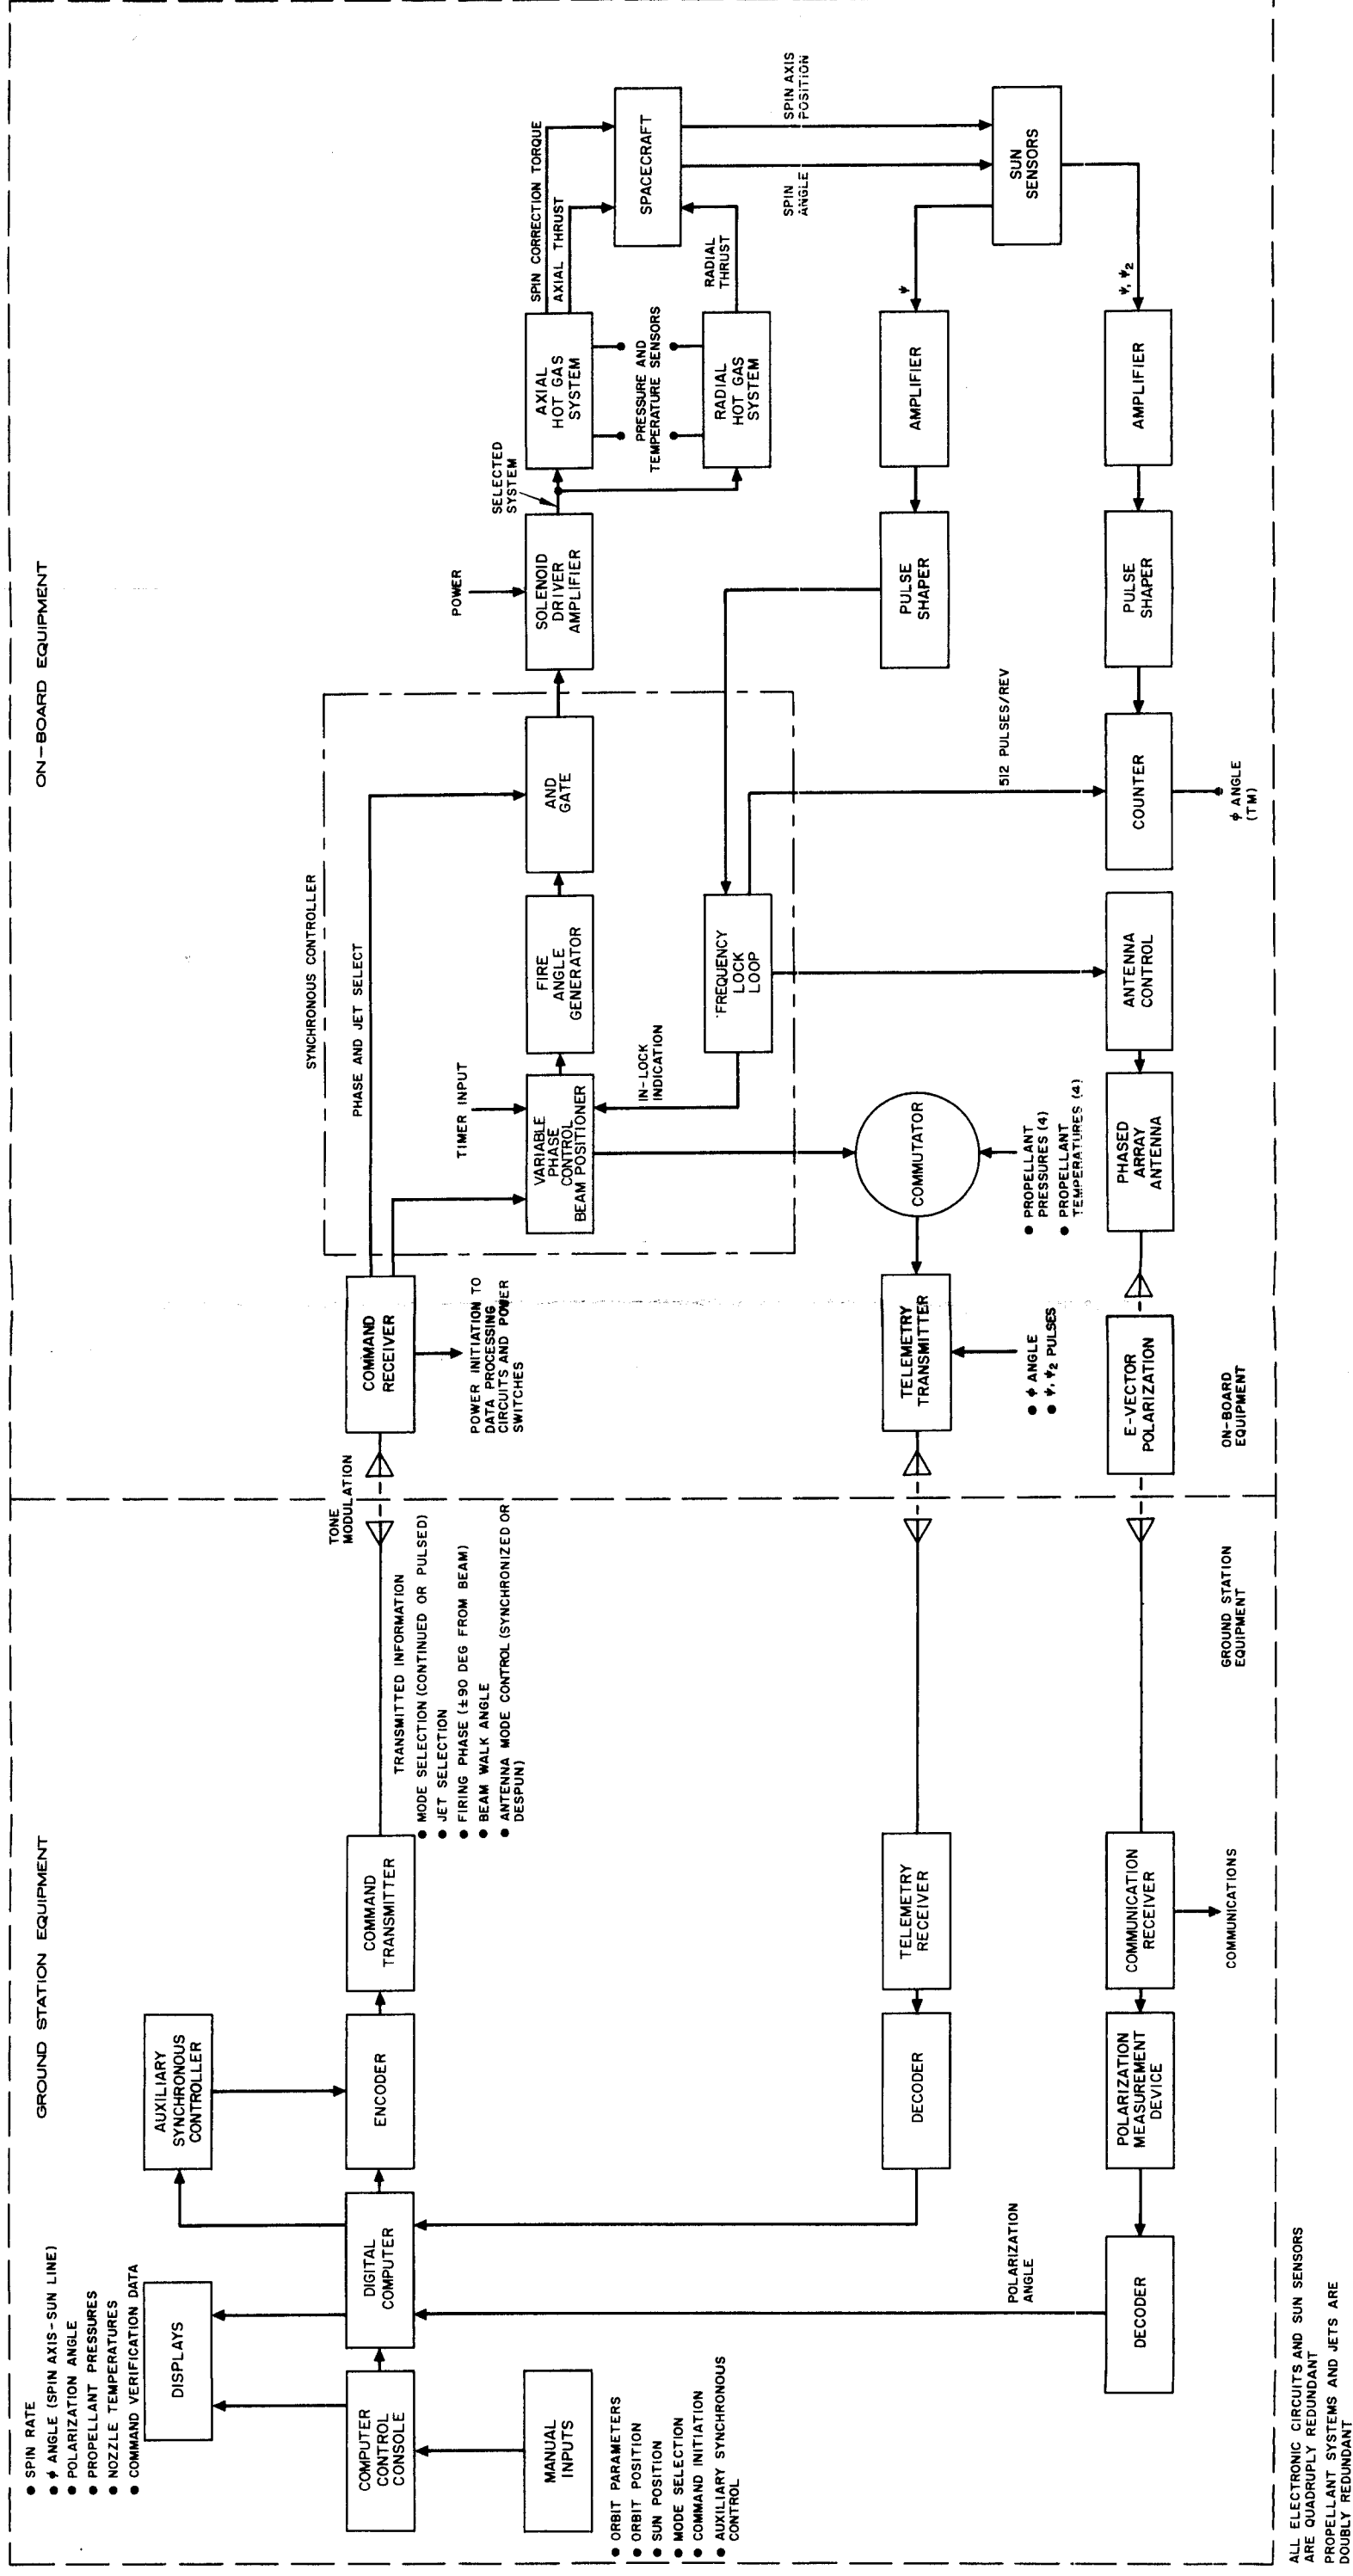 GROUND STATION EQUIPMENT
● SPIN RATE
● ϕ ANGLE (SPIN AXIS-SUN LINE)
● POLARIZATION ANGLE
● PROPELLANT PRESSURES
● NOZZLE TEMPERATURES
● COMMAND VERIFICATION DATA
DISPLAYS
AUXILIARY
SYNCHRONOUS
CONTROLLER
COMPUTER
CONTROL
CONSOLE
DIGITAL
COMPUTER
ENCODER
COMMAND
TRANSMITTER
TRANSMITTED INFORMATION
● MODE SELECTION (CONTINUED OR PULSED)
● JET SELECTION
● FIRING PHASE (±90 DEG FROM BEAM)
● BEAM WALK ANGLE
● ANTENNA MODE CONTROL (SYNCHRONIZED OR
DESPUN)
TONE
MODULATION
MANUAL
INPUTS
● ORBIT PARAMETERS
● ORBIT POSITION
● SUN POSITION
● MODE SELECTION
● COMMAND INITIATION
● AUXILIARY SYNCHRONOUS
CONTROL
DECODER
TELEMETRY
RECEIVER
POLARIZATION
ANGLE
DECODER
POLARIZATION
MEASUREMENT
DEVICE
COMMUNICATION
RECEIVER
COMMUNICATIONS
GROUND STATION
EQUIPMENT
ON-BOARD EQUIPMENT
COMMAND
RECEIVER
POWER INITIATION TO
DATA PROCESSING
CIRCUITS AND POWER
SWITCHES
SYNCHRONOUS CONTROLLER
PHASE AND JET SELECT
TIMER INPUT
VARIABLE
PHASE
CONTROL
BEAM POSITIONER
FIRE
ANGLE
GENERATOR
AND
GATE
IN-LOCK
INDICATION
FREQUENCY
LOCK
LOOP
POWER
SOLENOID
DRIVER
AMPLIFIER
SELECTED
SYSTEM
AXIAL
HOT GAS
SYSTEM
PRESSURE AND
TEMPERATURE SENSORS
RADIAL
HOT GAS
SYSTEM
SPIN CORRECTION TORQUE
AXIAL THRUST
RADIAL
THRUST
SPACECRAFT
SPIN
ANGLE
SPIN AXIS
POSITION
SUN
SENSORS
ψ
AMPLIFIER
PULSE
SHAPER
ψ, ψ2
AMPLIFIER
PULSE
SHAPER
512 PULSES/REV
COUNTER
ϕ ANGLE
(TM)
COMMUTATOR
● PROPELLANT
PRESSURES (4)
● PROPELLANT
TEMPERATURES (4)
TELEMETRY
TRANSMITTER
● ϕ ANGLE
● ψ, ψ2 PULSES
ANTENNA
CONTROL
PHASED
ARRAY
ANTENNA
E-VECTOR
POLARIZATION
ON-BOARD
EQUIPMENT
ALL ELECTRONIC CIRCUITS AND SUN SENSORS
ARE QUADRUPLY REDUNDANT
PROPELLANT SYSTEMS AND JETS ARE
DOUBLY REDUNDANT